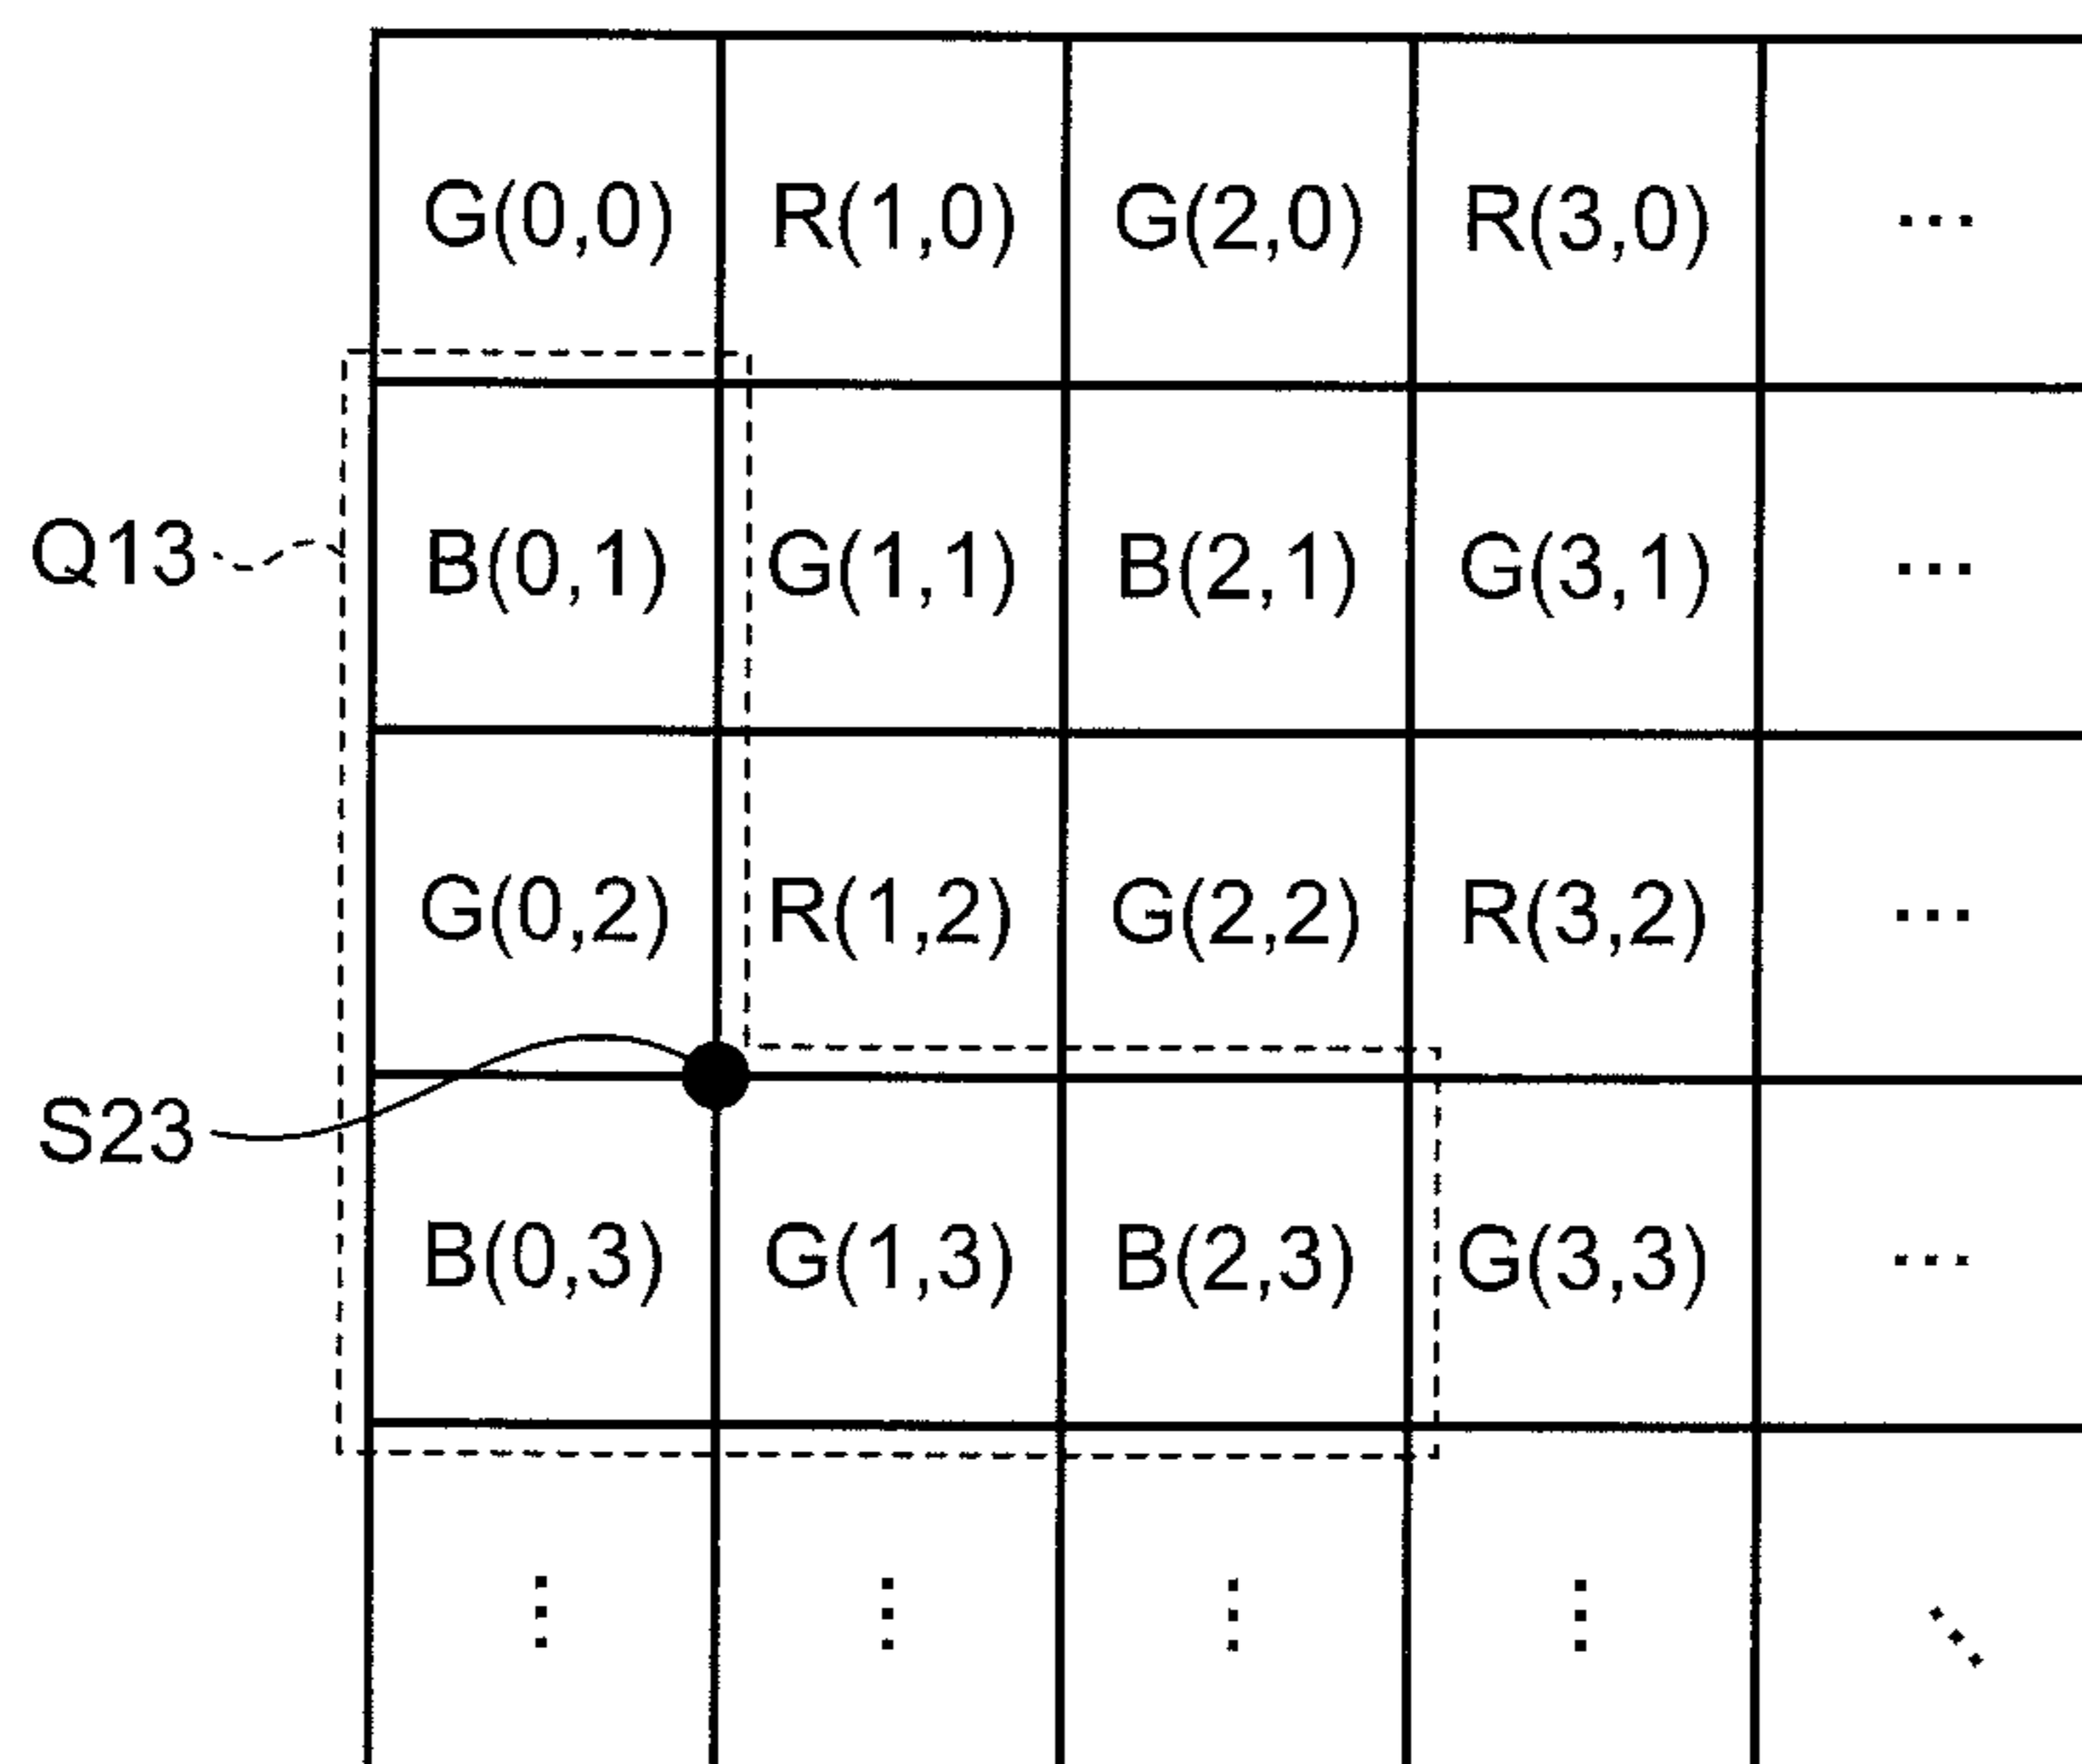 G(0,0) R(1,0) G(2,0) R(3,0) ...
Q13 B(0,1) G(1,1) B(2,1) G(3,1) ...
G(0,2) R(1,2) G(2,2) R(3,2) ...
S23
B(0,3) G(1,3) B(2,3) G(3,3) ...